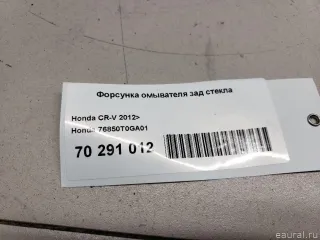 Форсунка омывателя зад стекла
Honda CR-V 2012>
Honda 76850T0GA01
70 291 012
eaural.ru